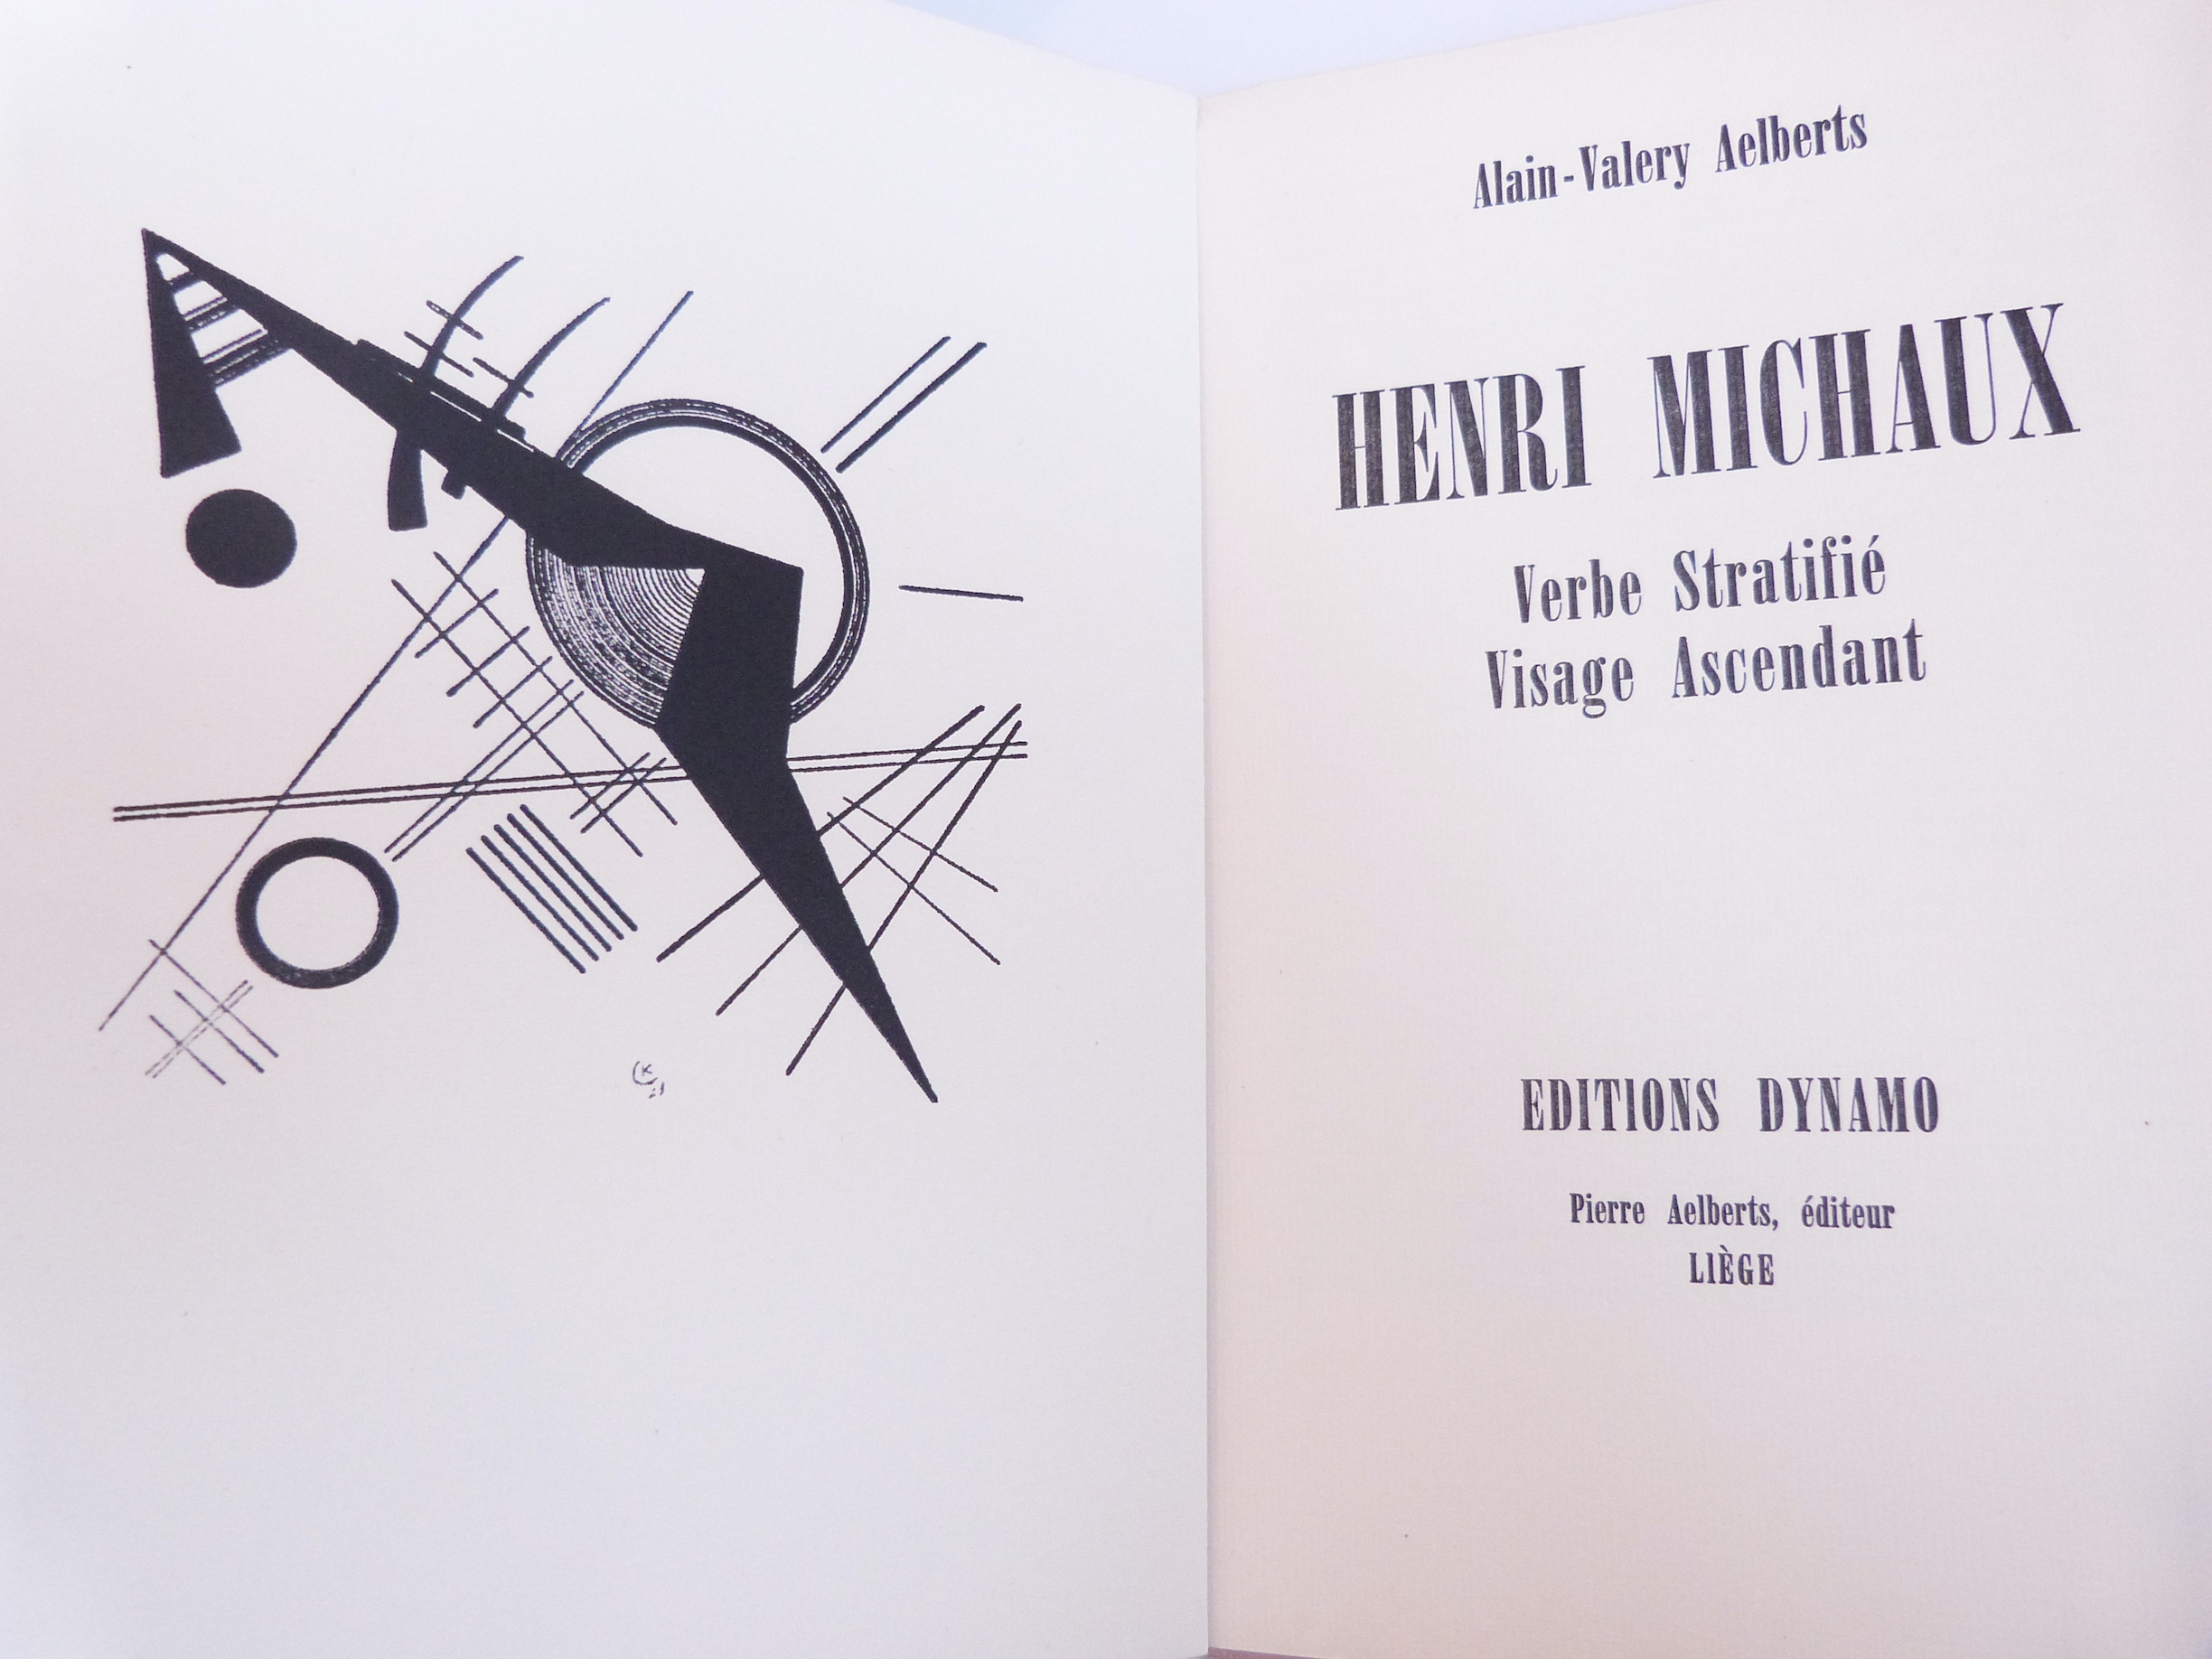 Alain-Valery Aelberts
HENRI MICHAUX
Verbe Stratifié
Visage Ascendant
EDITIONS DYNAMO
Pierre Aelberts, éditeur
LIÈGE